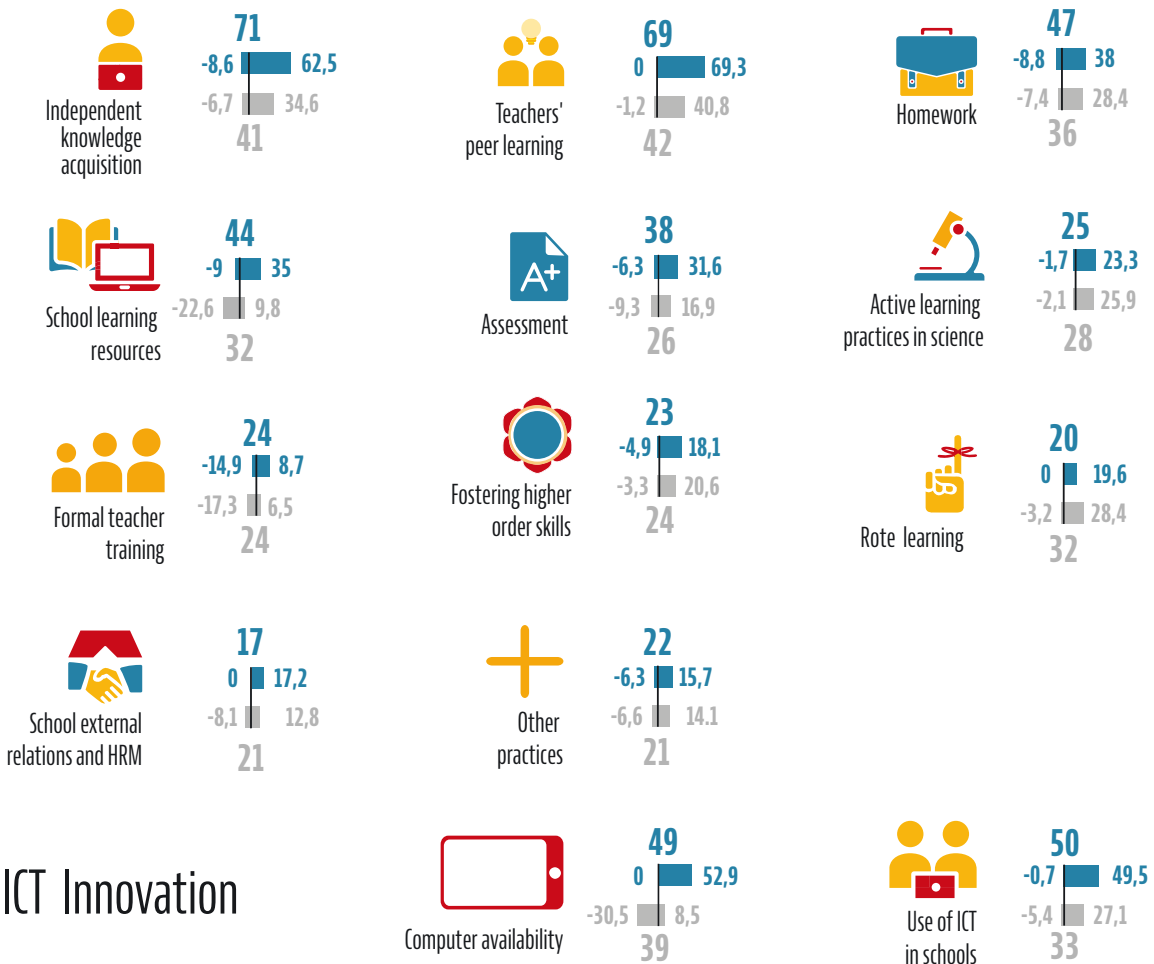 71
-8,6 62,5
-6,7 34,6
41
Independent
knowledge
acquisition
69
0 69,3
-1,2 40,8
42
Teachers'
peer learning
47
-8,8 38
-7,4 28,4
36
Homework
44
-9 35
-22,6 9,8
32
School learning
resources
A+
38
-6,3 31,6
-9,3 16,9
26
Assessment
25
-1,7 23,3
-2,1 25,9
28
Active learning
practices in science
24
-14,9 8,7
-17,3 6,5
24
Formal teacher
training
23
-4,9 18,1
-3,3 20,6
24
Fostering higher
order skills
20
0 19,6
-3,2 28,4
32
Rote learning
17
0 17,2
-8,1 12,8
21
School external
relations and HRM
22
-6,3 15,7
-6,6 14.1
21
Other
practices
ICT Innovation
49
0 52,9
-30,5 8,5
39
Computer availability
50
-0,7 49,5
-5,4 27,1
33
Use of ICT
in schools